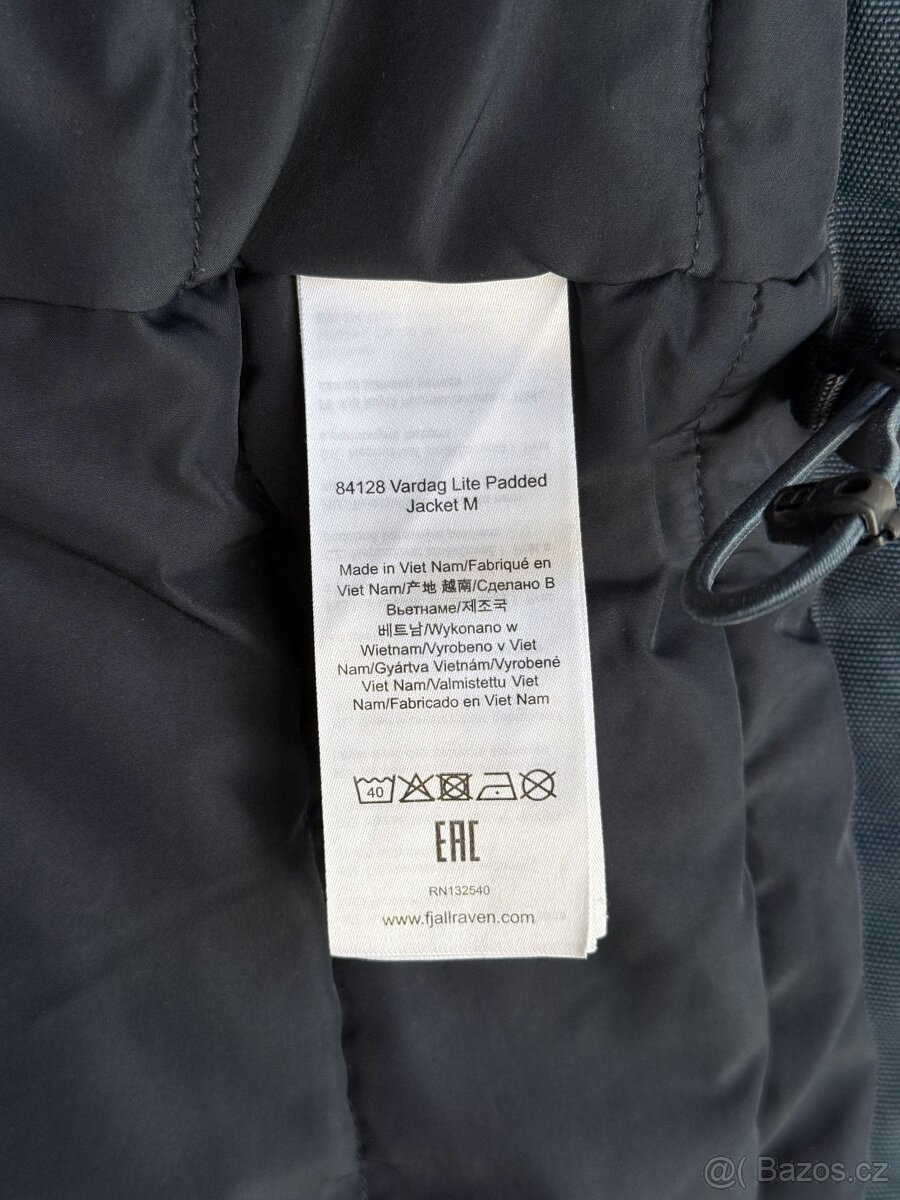 84128 Vardag Lite Padded
Jacket M
Made in Viet Nam/Fabriqué en
Viet Nam/产地 越南/Сделано В
Вьетнаме/제조국
베트남/Wykonano w
Wietnam/Vyrobeno v Viet
Nam/Gyártva Vietnám/Vyrobené
Viet Nam/Valmistettu Viet
Nam/Fabricado en Viet Nam
40
EAC
RN132540
www.fjallraven.com
@( Bazos.cz